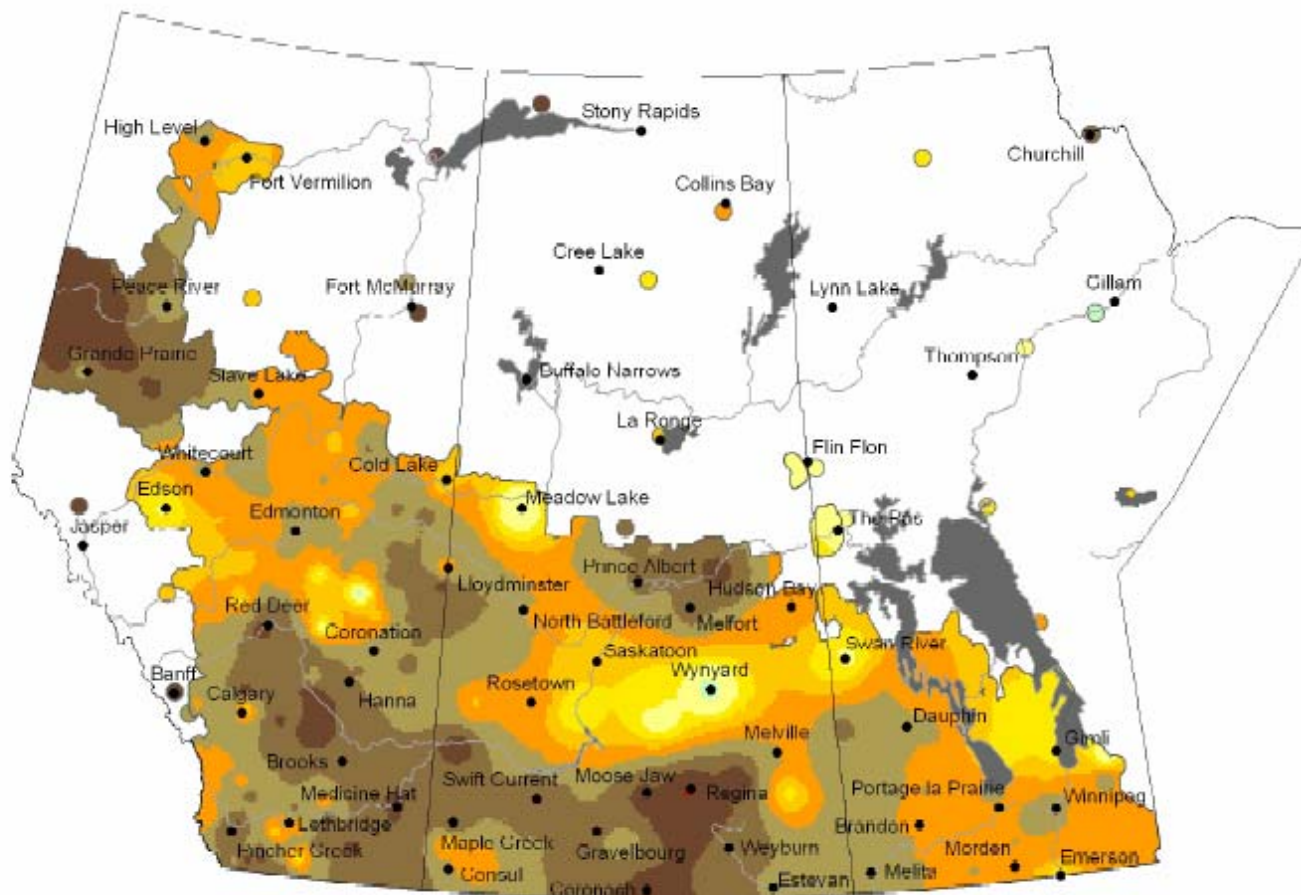 Stony Rapids
High Level
Churchill
Fort Vermilion
Collins Bay
Cree Lake
Peace River
Fort McMurray
Lynn Lake
Gillam
Grande Prairie
Thompson
Slave Lake
Buffalo Narrows
La Ronge
Whitecourt
Cold Lake
Flin Flon
Edson
Meadow Lake
Jasper
Edmonton
The Pas
Lloydminster
Prince Albert
Red Deer
Hudson Bay
North Battleford
Melfort
Coronation
Saskatoon
Swan River
Banff
Wynyard
Calgary
Hanna
Rosetown
Dauphin
Melville
Gimli
Brooks
Swift Current
Moose Jaw
Medicine Hat
Regina
Portage la Prairie
Winnipeg
Lethbridge
Brandon
Pincher Creek
Maple Creek
Gravelbourg
Weyburn
Morden
Emerson
Consul
Melita
Coronach
Estevan